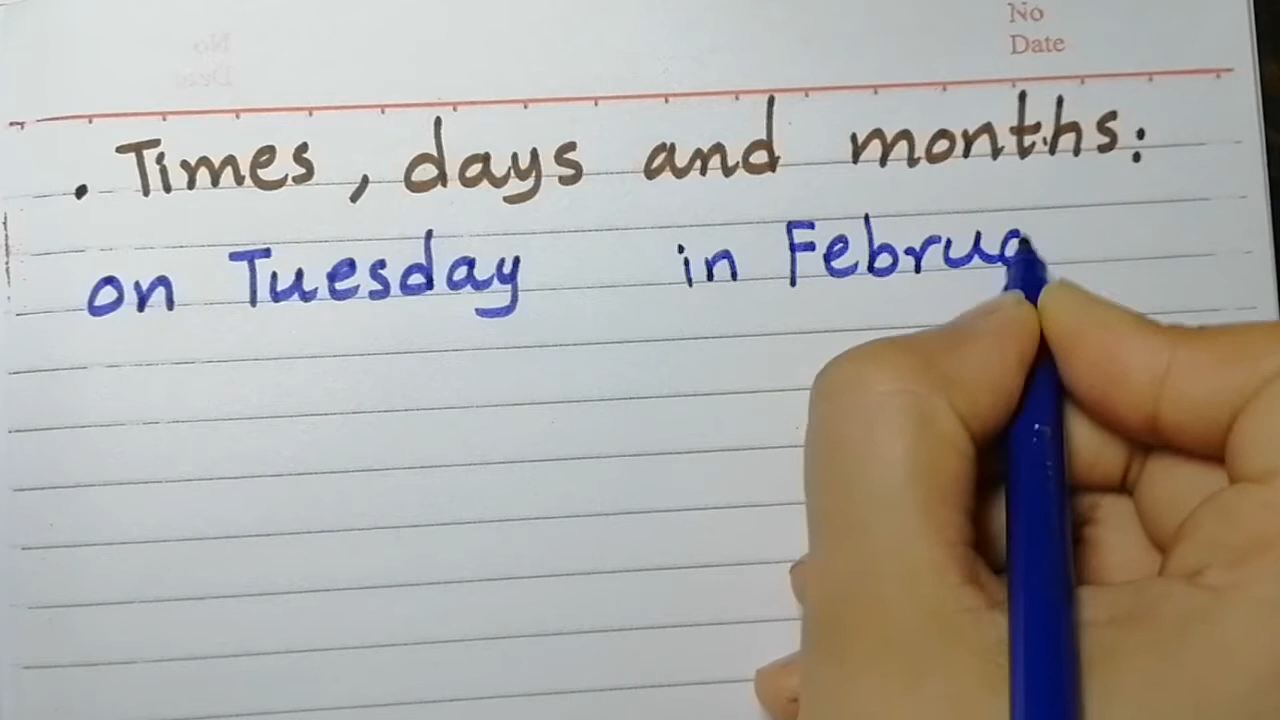 No
Date
. Times, days and months:
on Tuesday in Februa